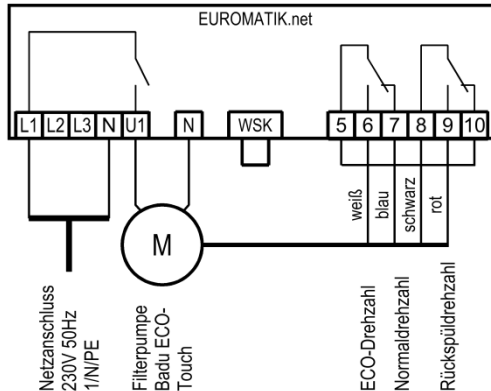 EUROMATIK.net
L1 L2 L3 N U1 N WSK 5 6 7 8 9 10
weiß
blau
schwarz
rot
M
Netzanschluss
230V 50Hz
1/N/PE
Filterpumpe
Badu ECO-
Touch
ECO-Drehzahl
Normaldrehzahl
Rückspüldrehzahl